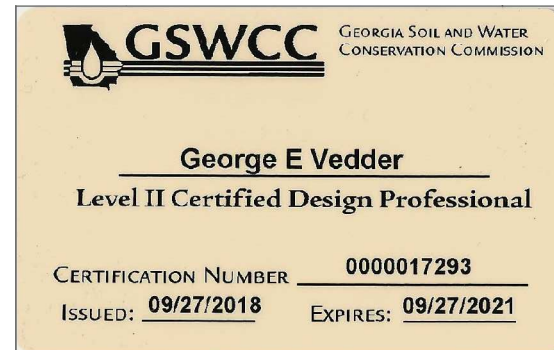 GSWCC
GEORGIA SOIL AND WATER
CONSERVATION COMMISSION
George E Vedder
Level II Certified Design Professional
CERTIFICATION NUMBER 0000017293
ISSUED: 09/27/2018 EXPIRES: 09/27/2021